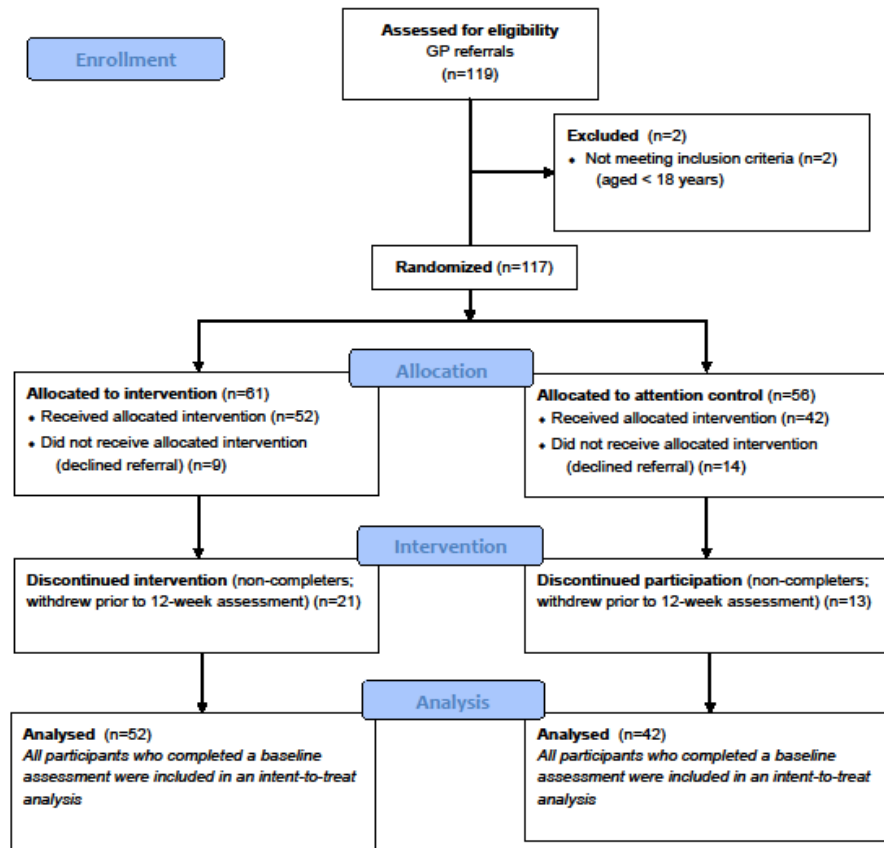 Enrollment
Assessed for eligibility
GP referrals
(n=119)
Excluded (n=2)
⬥ Not meeting inclusion criteria (n=2)
(aged < 18 years)
Randomized (n=117)
Allocation
Allocated to intervention (n=61)
⬥ Received allocated intervention (n=52)
⬥ Did not receive allocated intervention
(declined referral) (n=9)
Allocated to attention control (n=56)
⬥ Received allocated intervention (n=42)
⬥ Did not receive allocated intervention
(declined referral) (n=14)
Intervention
Discontinued intervention (non-completers;
withdrew prior to 12-week assessment) (n=21)
Discontinued participation (non-completers;
withdrew prior to 12-week assessment) (n=13)
Analysis
Analysed (n=52)
All participants who completed a baseline
assessment were included in an intent-to-treat
analysis
Analysed (n=42)
All participants who completed a baseline
assessment were included in an intent-to-treat
analysis